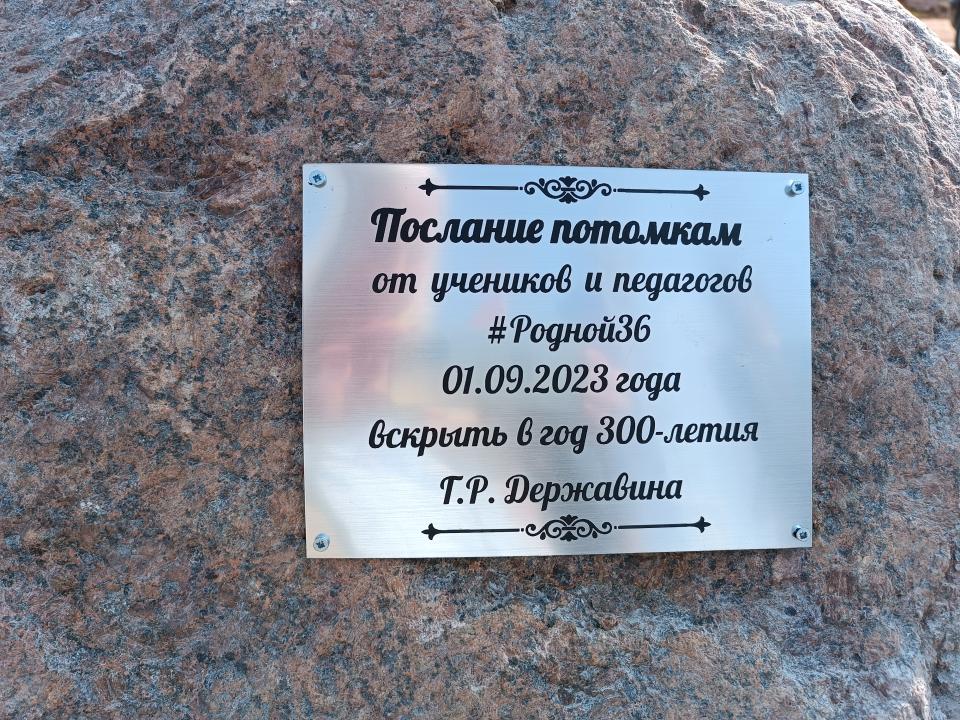 Послание потомкам
от учеников и педагогов
#Родной36
01.09.2023 года
вскрыть в год 300-летия
Г.Р. Державина